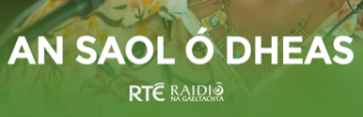 AN SAOL Ó DHEAS
RTÉ RAIDIÓ
NA GAELTACHTA